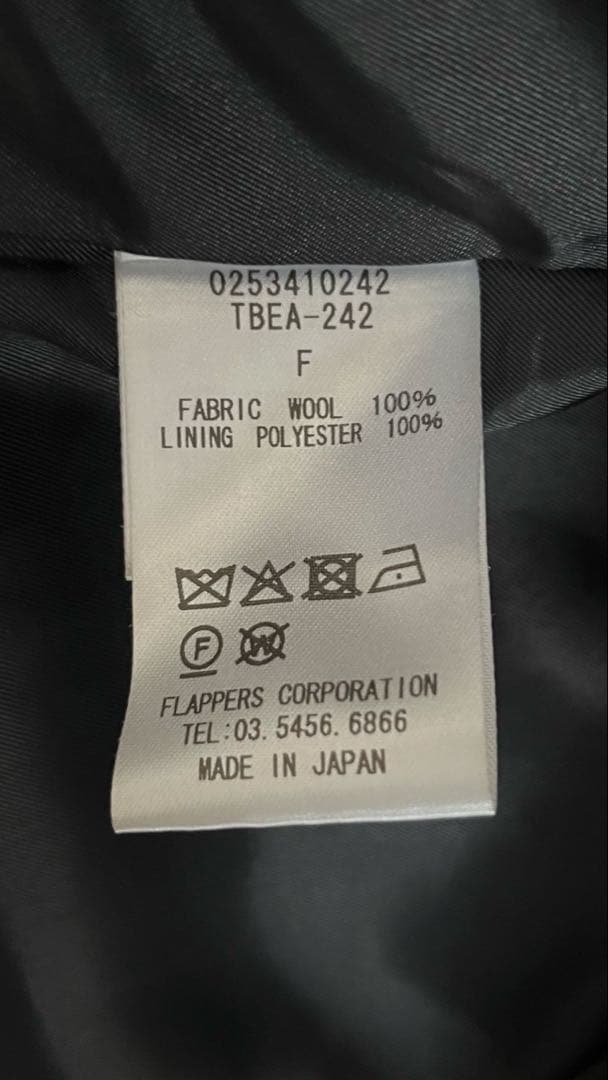 0253410242
TBEA-242
F
FABRIC WOOL 100%
LINING POLYESTER 100%
F W
FLAPPERS CORPORATION
TEL:03.5456.6866
MADE IN JAPAN